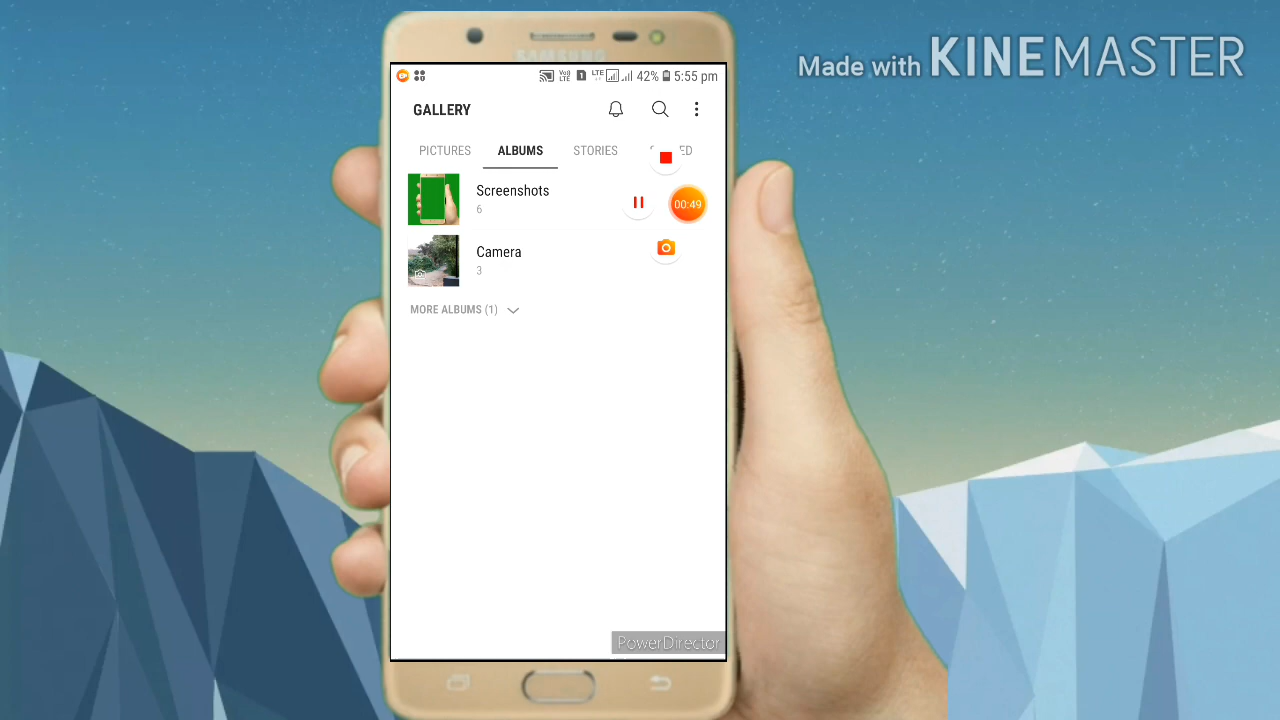 Made with KINEMASTER
SAMSUNG
42% 5:55 pm
GALLERY
PICTURES ALBUMS STORIES
Screenshots
6
00:49
Camera
3
MORE ALBUMS (1)
PowerDirector